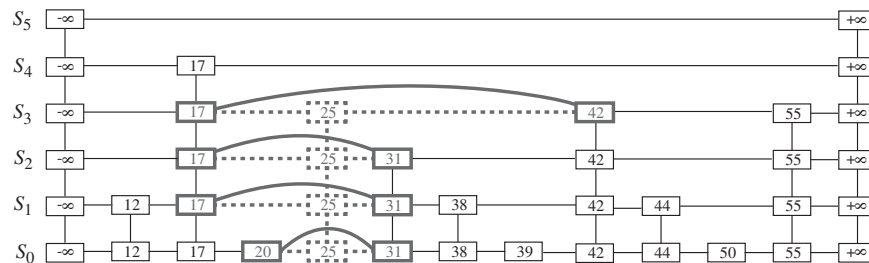 S5 -∞ +∞
S4 -∞ 17 +∞
S3 -∞ 17 25 42 55 +∞
S2 -∞ 17 25 31 42 55 +∞
S1 -∞ 12 17 25 31 38 42 44 55 +∞
S0 -∞ 12 17 20 25 31 38 39 42 44 50 55 +∞